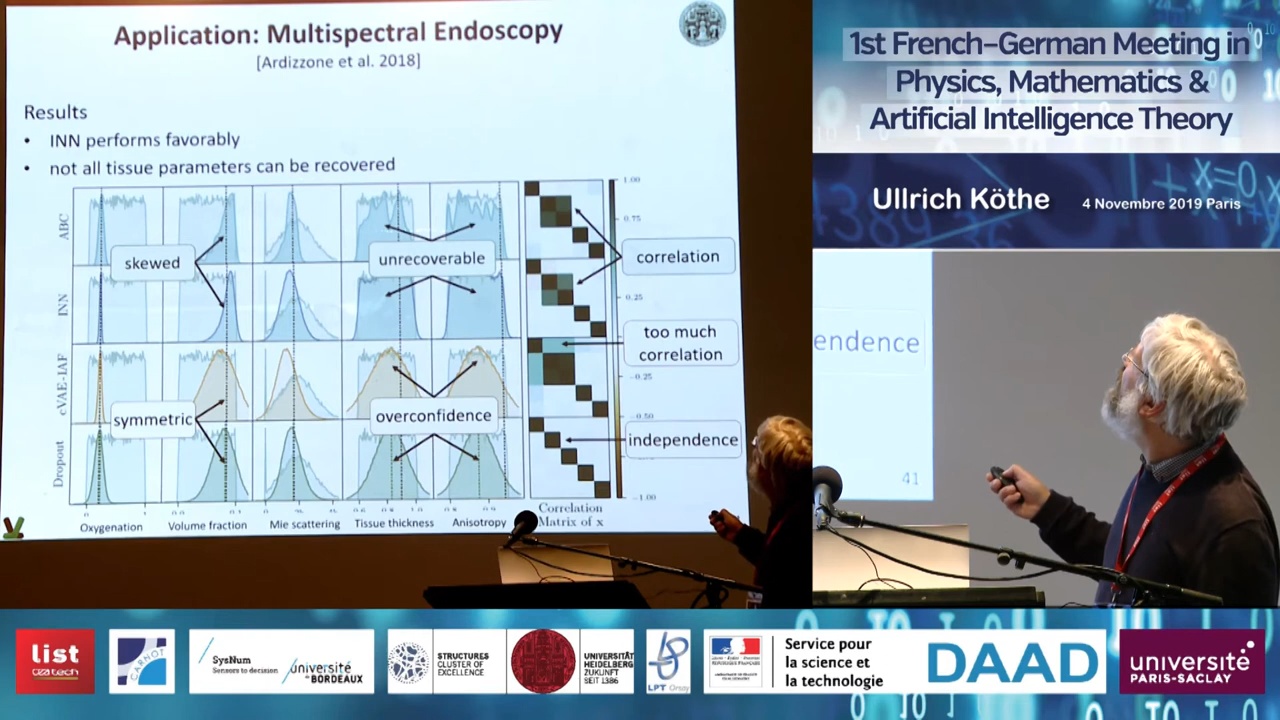 Application: Multispectral Endoscopy
[Ardizzone et al. 2018]
Results
• INN performs favorably
• not all tissue parameters can be recovered
ABC
INN
cVAE-IAF
Dropout
skewed
unrecoverable
symmetric
overconfidence
correlation
too much
correlation
independence
1.00
0.75
0.25
-0.25
-0.50
-1.00
Oxygenation
Volume fraction
Mie scattering
Tissue thickness
Anisotropy
Correlation
Matrix of x
1st French-German Meeting in
Physics, Mathematics &
Artificial Intelligence Theory
Ullrich Köthe
4 Novembre 2019 Paris
endence
41
list
ceatech
CARNOT
SysNum
Sensors to decision
université
de BORDEAUX
STRUCTURES
CLUSTER OF
EXCELLENCE
UNIVERSITÄT
HEIDELBERG
ZUKUNFT
SEIT 1386
LPT Orsay
Service pour
la science et
la technologie
DAAD
université
PARIS-SACLAY